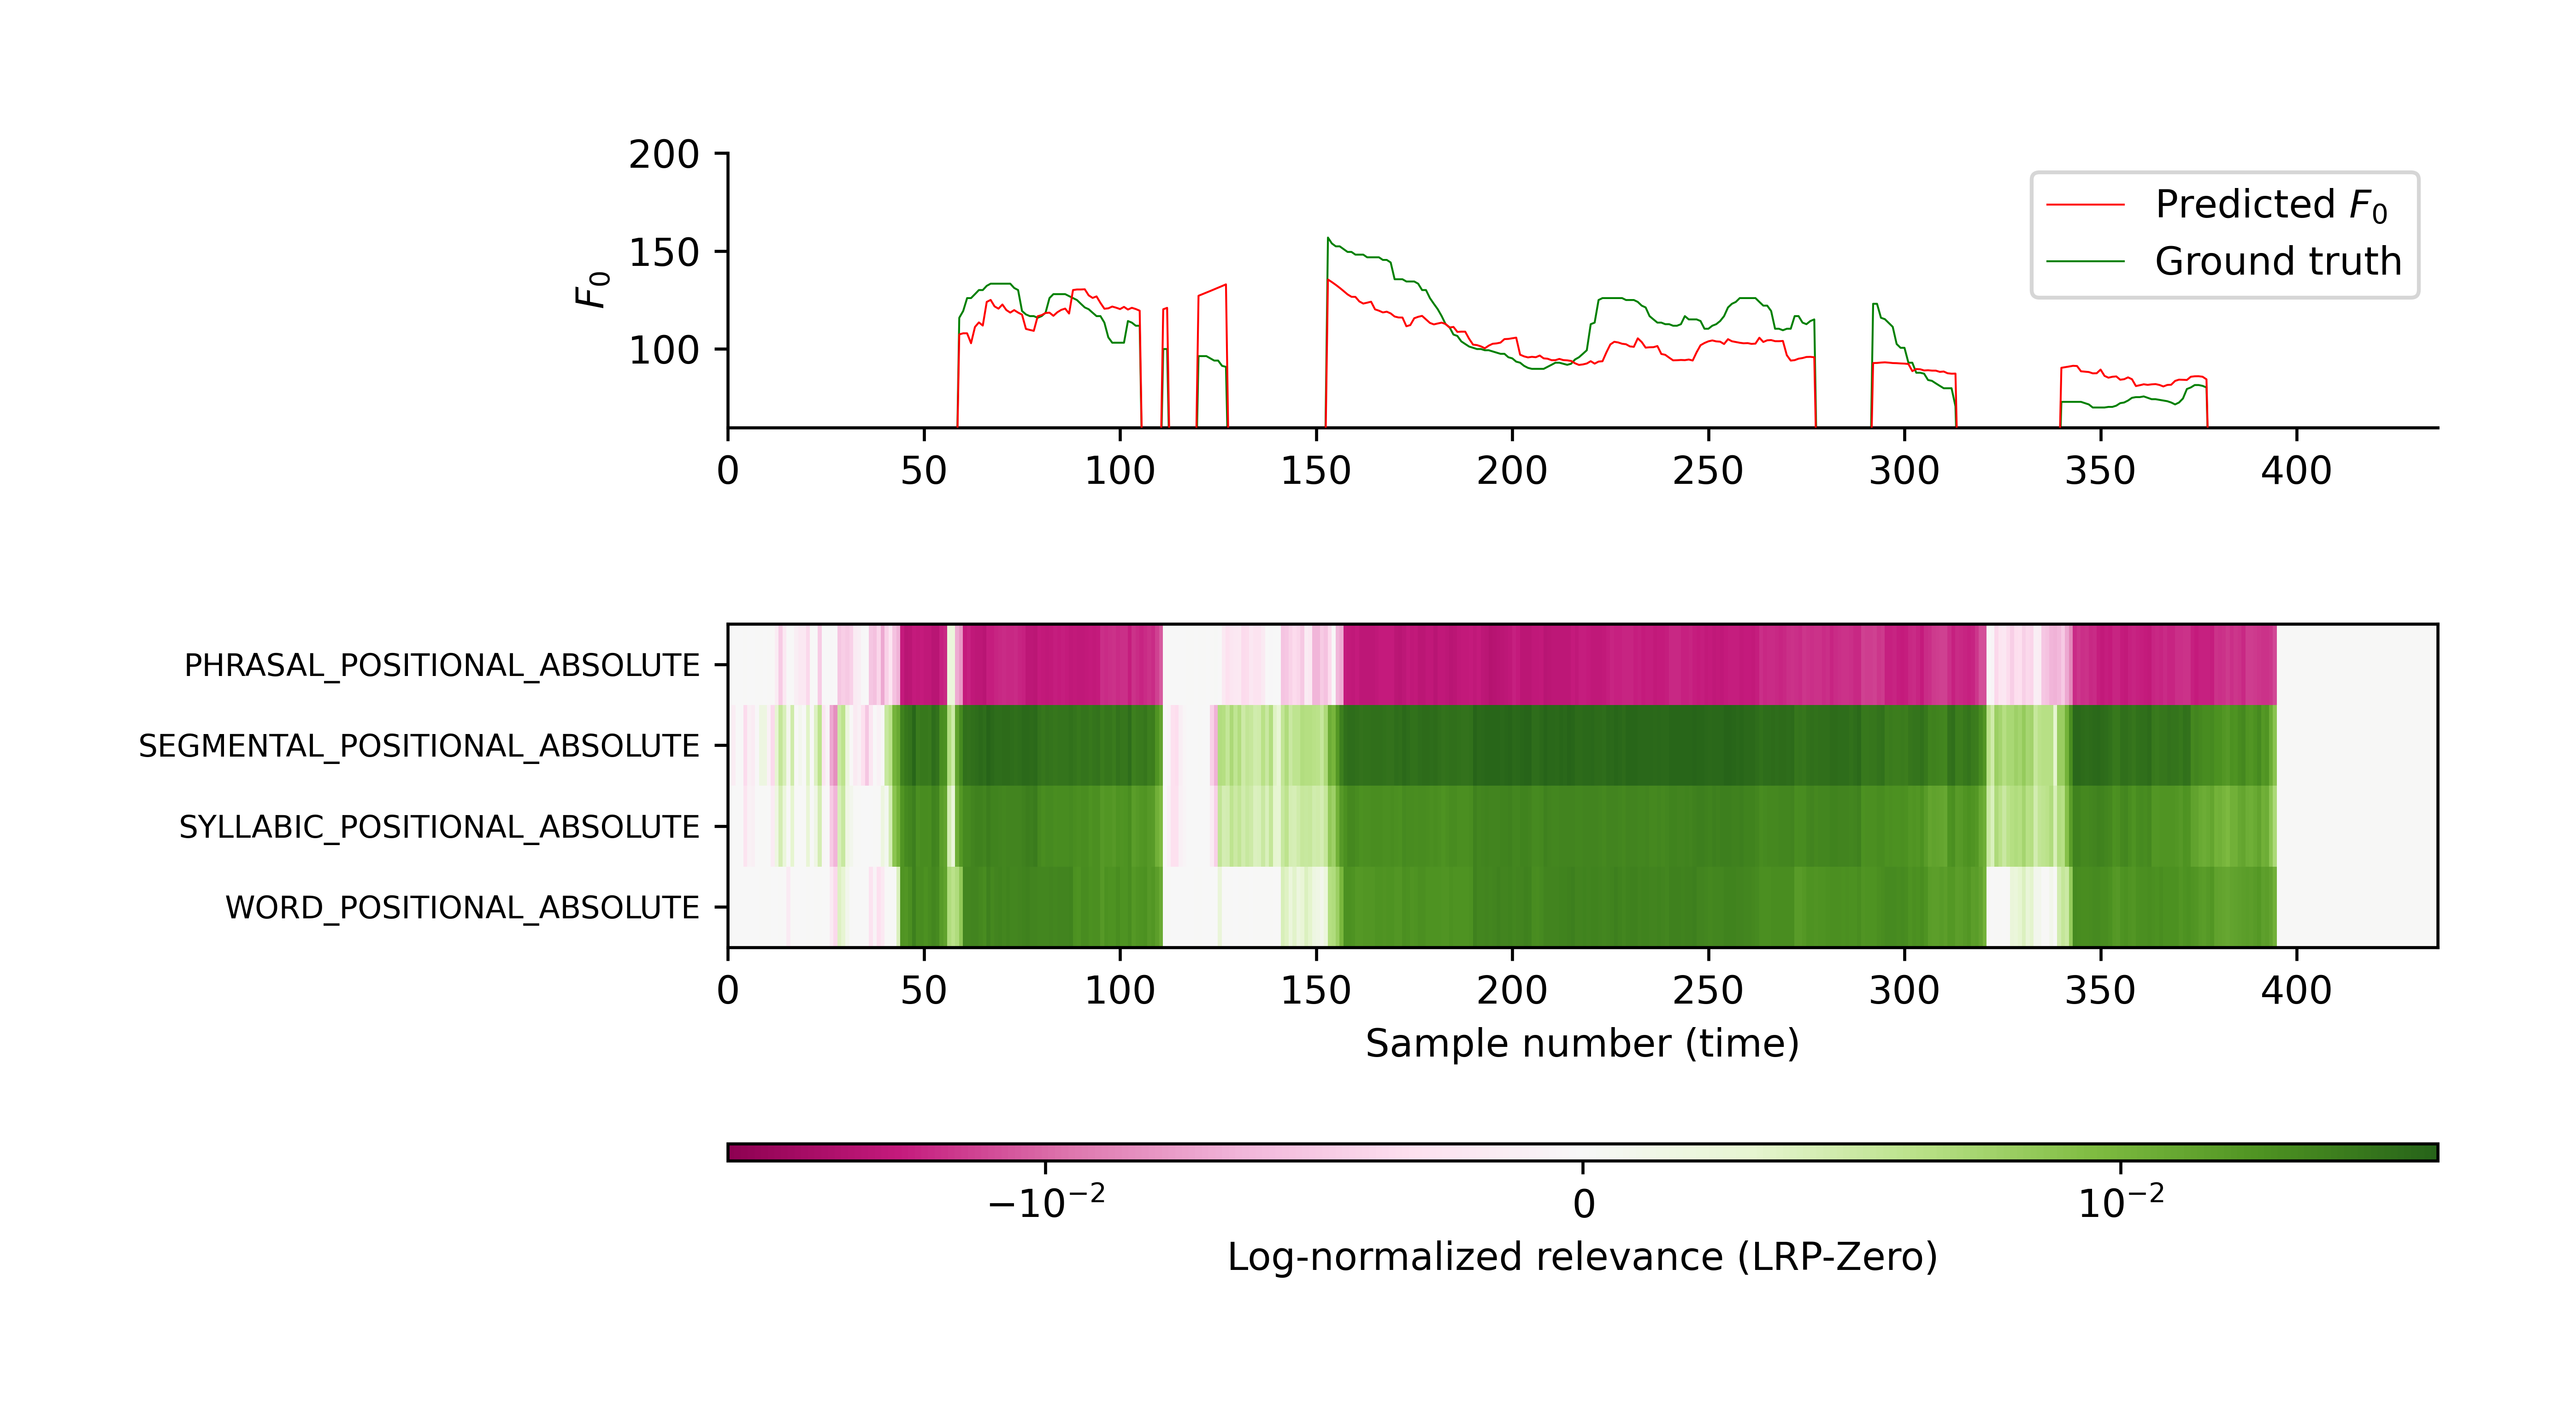 200
150
100
F₀
Predicted F₀
Ground truth
0 50 100 150 200 250 300 350 400
PHRASAL_POSITIONAL_ABSOLUTE
SEGMENTAL_POSITIONAL_ABSOLUTE
SYLLABIC_POSITIONAL_ABSOLUTE
WORD_POSITIONAL_ABSOLUTE
0 50 100 150 200 250 300 350 400
Sample number (time)
−10⁻² 0 10⁻²
Log-normalized relevance (LRP-Zero)